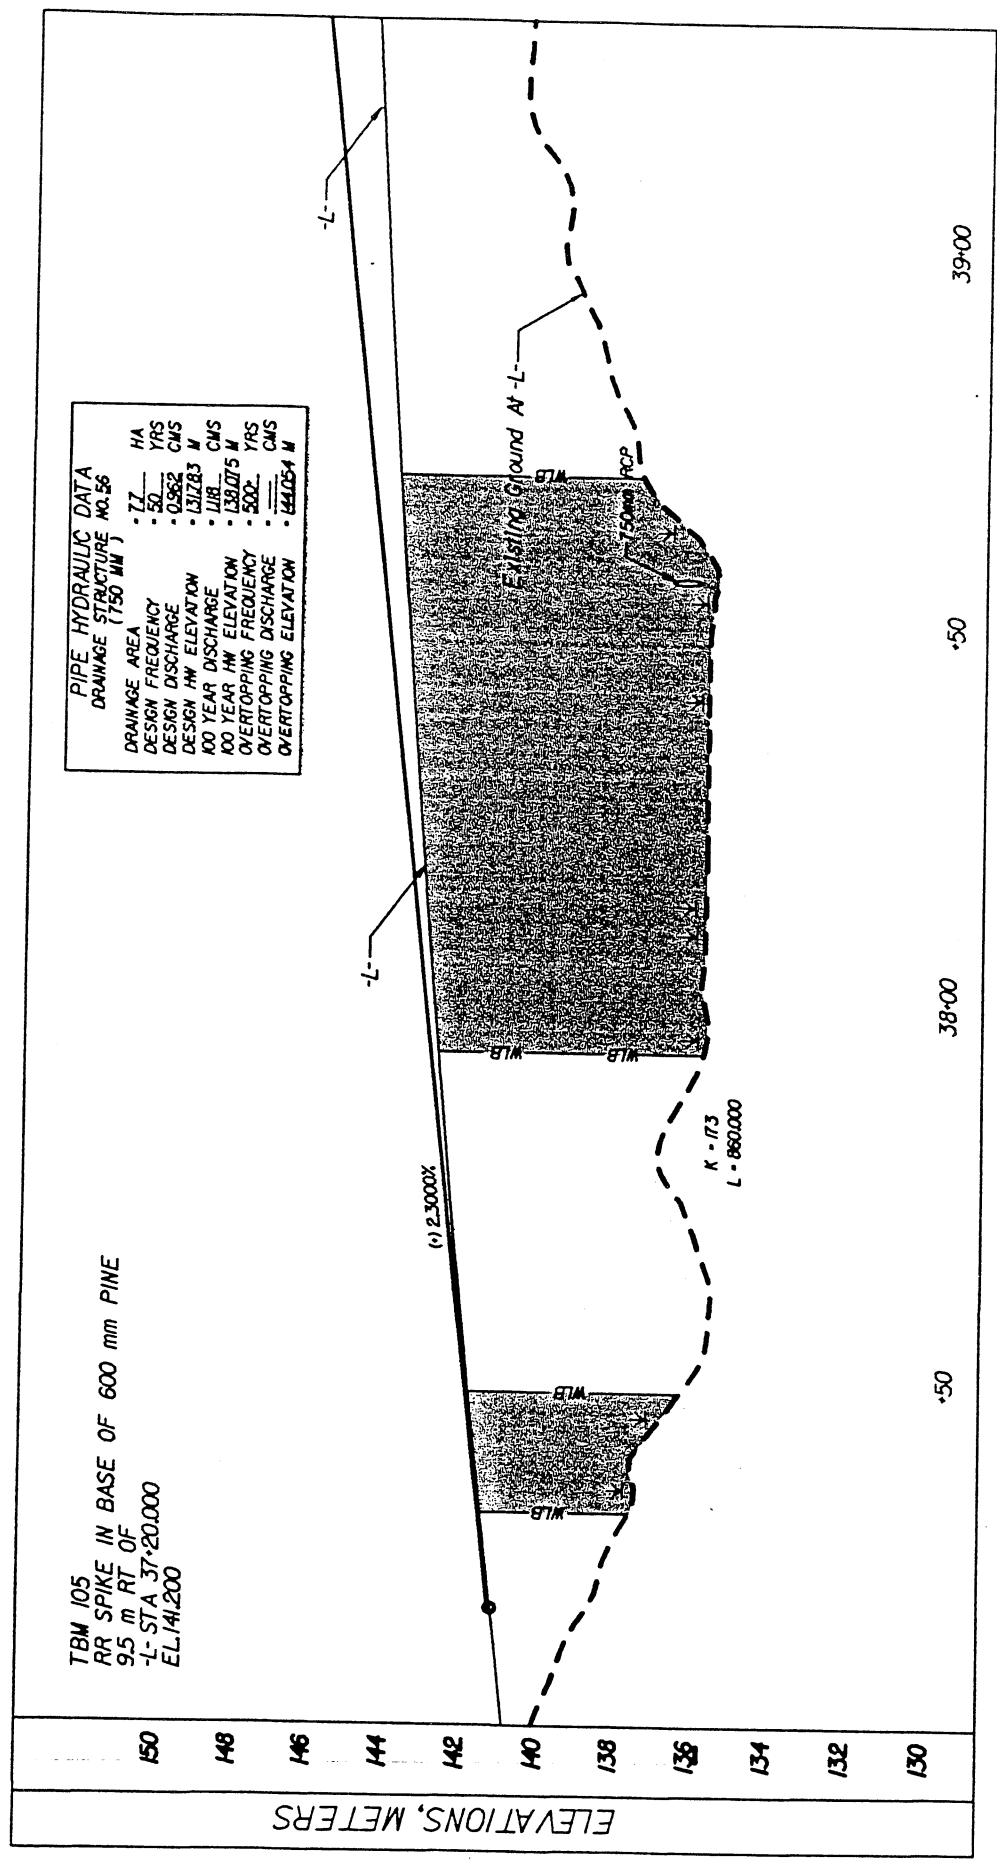 TBM 105
RR SPIKE IN BASE OF 600 mm PINE
9.5 m RT OF
-L- STA 37+20.000
EL.141.200
PIPE HYDRAULIC DATA
DRAINAGE STRUCTURE NO. 56
(750 MM)
DRAINAGE AREA = 7.7 HA
DESIGN FREQUENCY = 50 YRS
DESIGN DISCHARGE = 0.962 CMS
DESIGN HW ELEVATION = 137.783 M
100 YEAR DISCHARGE = 1.118 CMS
100 YEAR HW ELEVATION = 138.075 M
OVERTOPPING FREQUENCY = 500+ YRS
OVERTOPPING DISCHARGE = CMS
OVERTOPPING ELEVATION = 144.054 M
-L-
-L-
(+) 2.3000%
Existing Ground At -L-
750mm RCP
WLB
WLB
WLB
WLB
WLB
K = 173
L = 860.000
150
148
146
144
142
140
138
136
134
132
130
ELEVATIONS, METERS
+50
38+00
+50
39+00